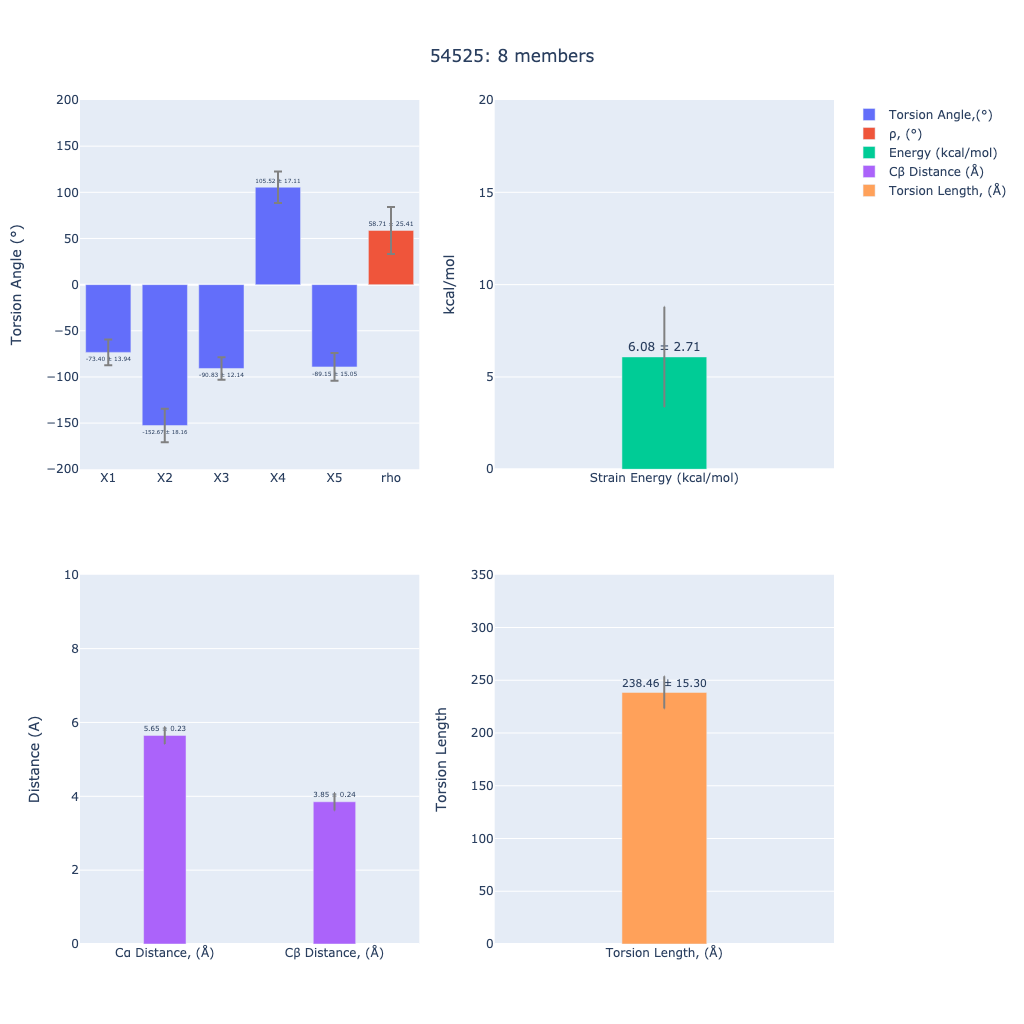 54525: 8 members
Torsion Angle (°)
200
150
100
50
0
−50
−100
−150
−200
-73.40 ± 13.94
-152.67 ± 18.16
-90.83 ± 12.14
105.52 ± 17.11
-89.15 ± 15.05
58.71 ± 25.41
X1 X2 X3 X4 X5 rho
kcal/mol
20
15
10
5
0
6.08 ± 2.71
Strain Energy (kcal/mol)
Torsion Angle,(°)
ρ, (°)
Energy (kcal/mol)
Cβ Distance (Å)
Torsion Length, (Å)
Distance (A)
10
8
6
4
2
0
5.65 ± 0.23
3.85 ± 0.24
Cα Distance, (Å) Cβ Distance, (Å)
Torsion Length
350
300
250
200
150
100
50
0
238.46 ± 15.30
Torsion Length, (Å)